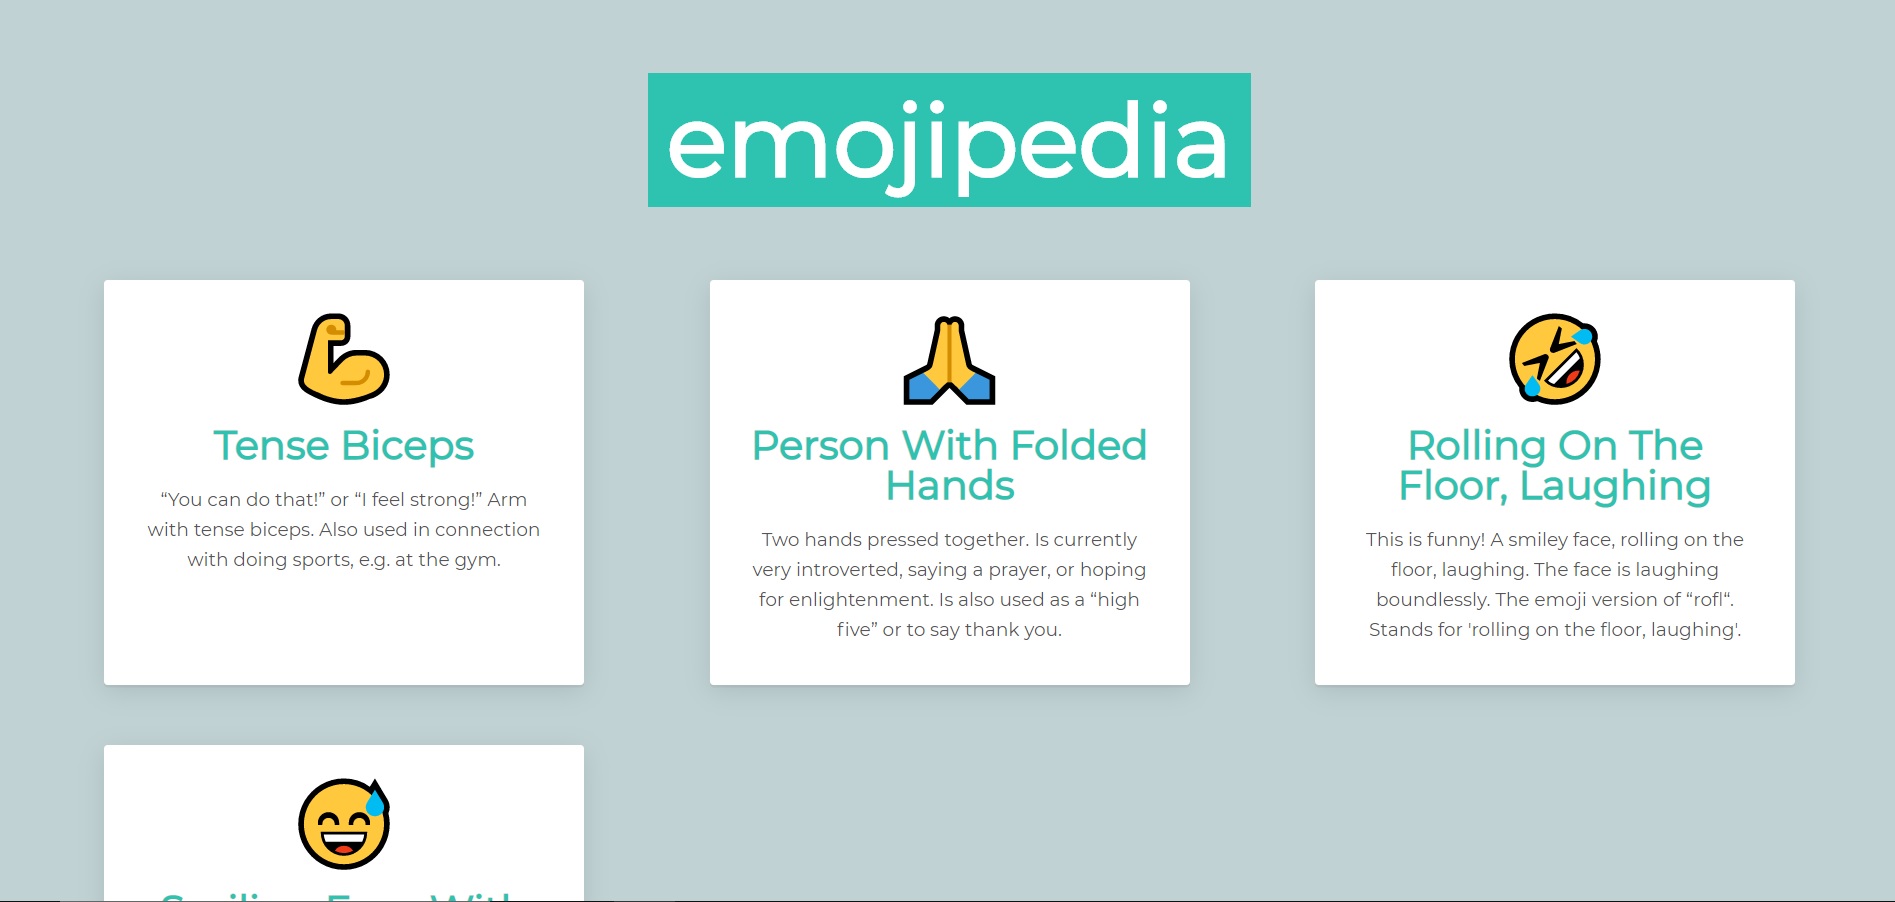 emojipedia
Tense Biceps
“You can do that!” or “I feel strong!” Arm
with tense biceps. Also used in connection
with doing sports, e.g. at the gym.
Person With Folded
Hands
Two hands pressed together. Is currently
very introverted, saying a prayer, or hoping
for enlightenment. Is also used as a “high
five” or to say thank you.
Rolling On The
Floor, Laughing
This is funny! A smiley face, rolling on the
floor, laughing. The face is laughing
boundlessly. The emoji version of “rofl“.
Stands for 'rolling on the floor, laughing'.
Smiling Face With